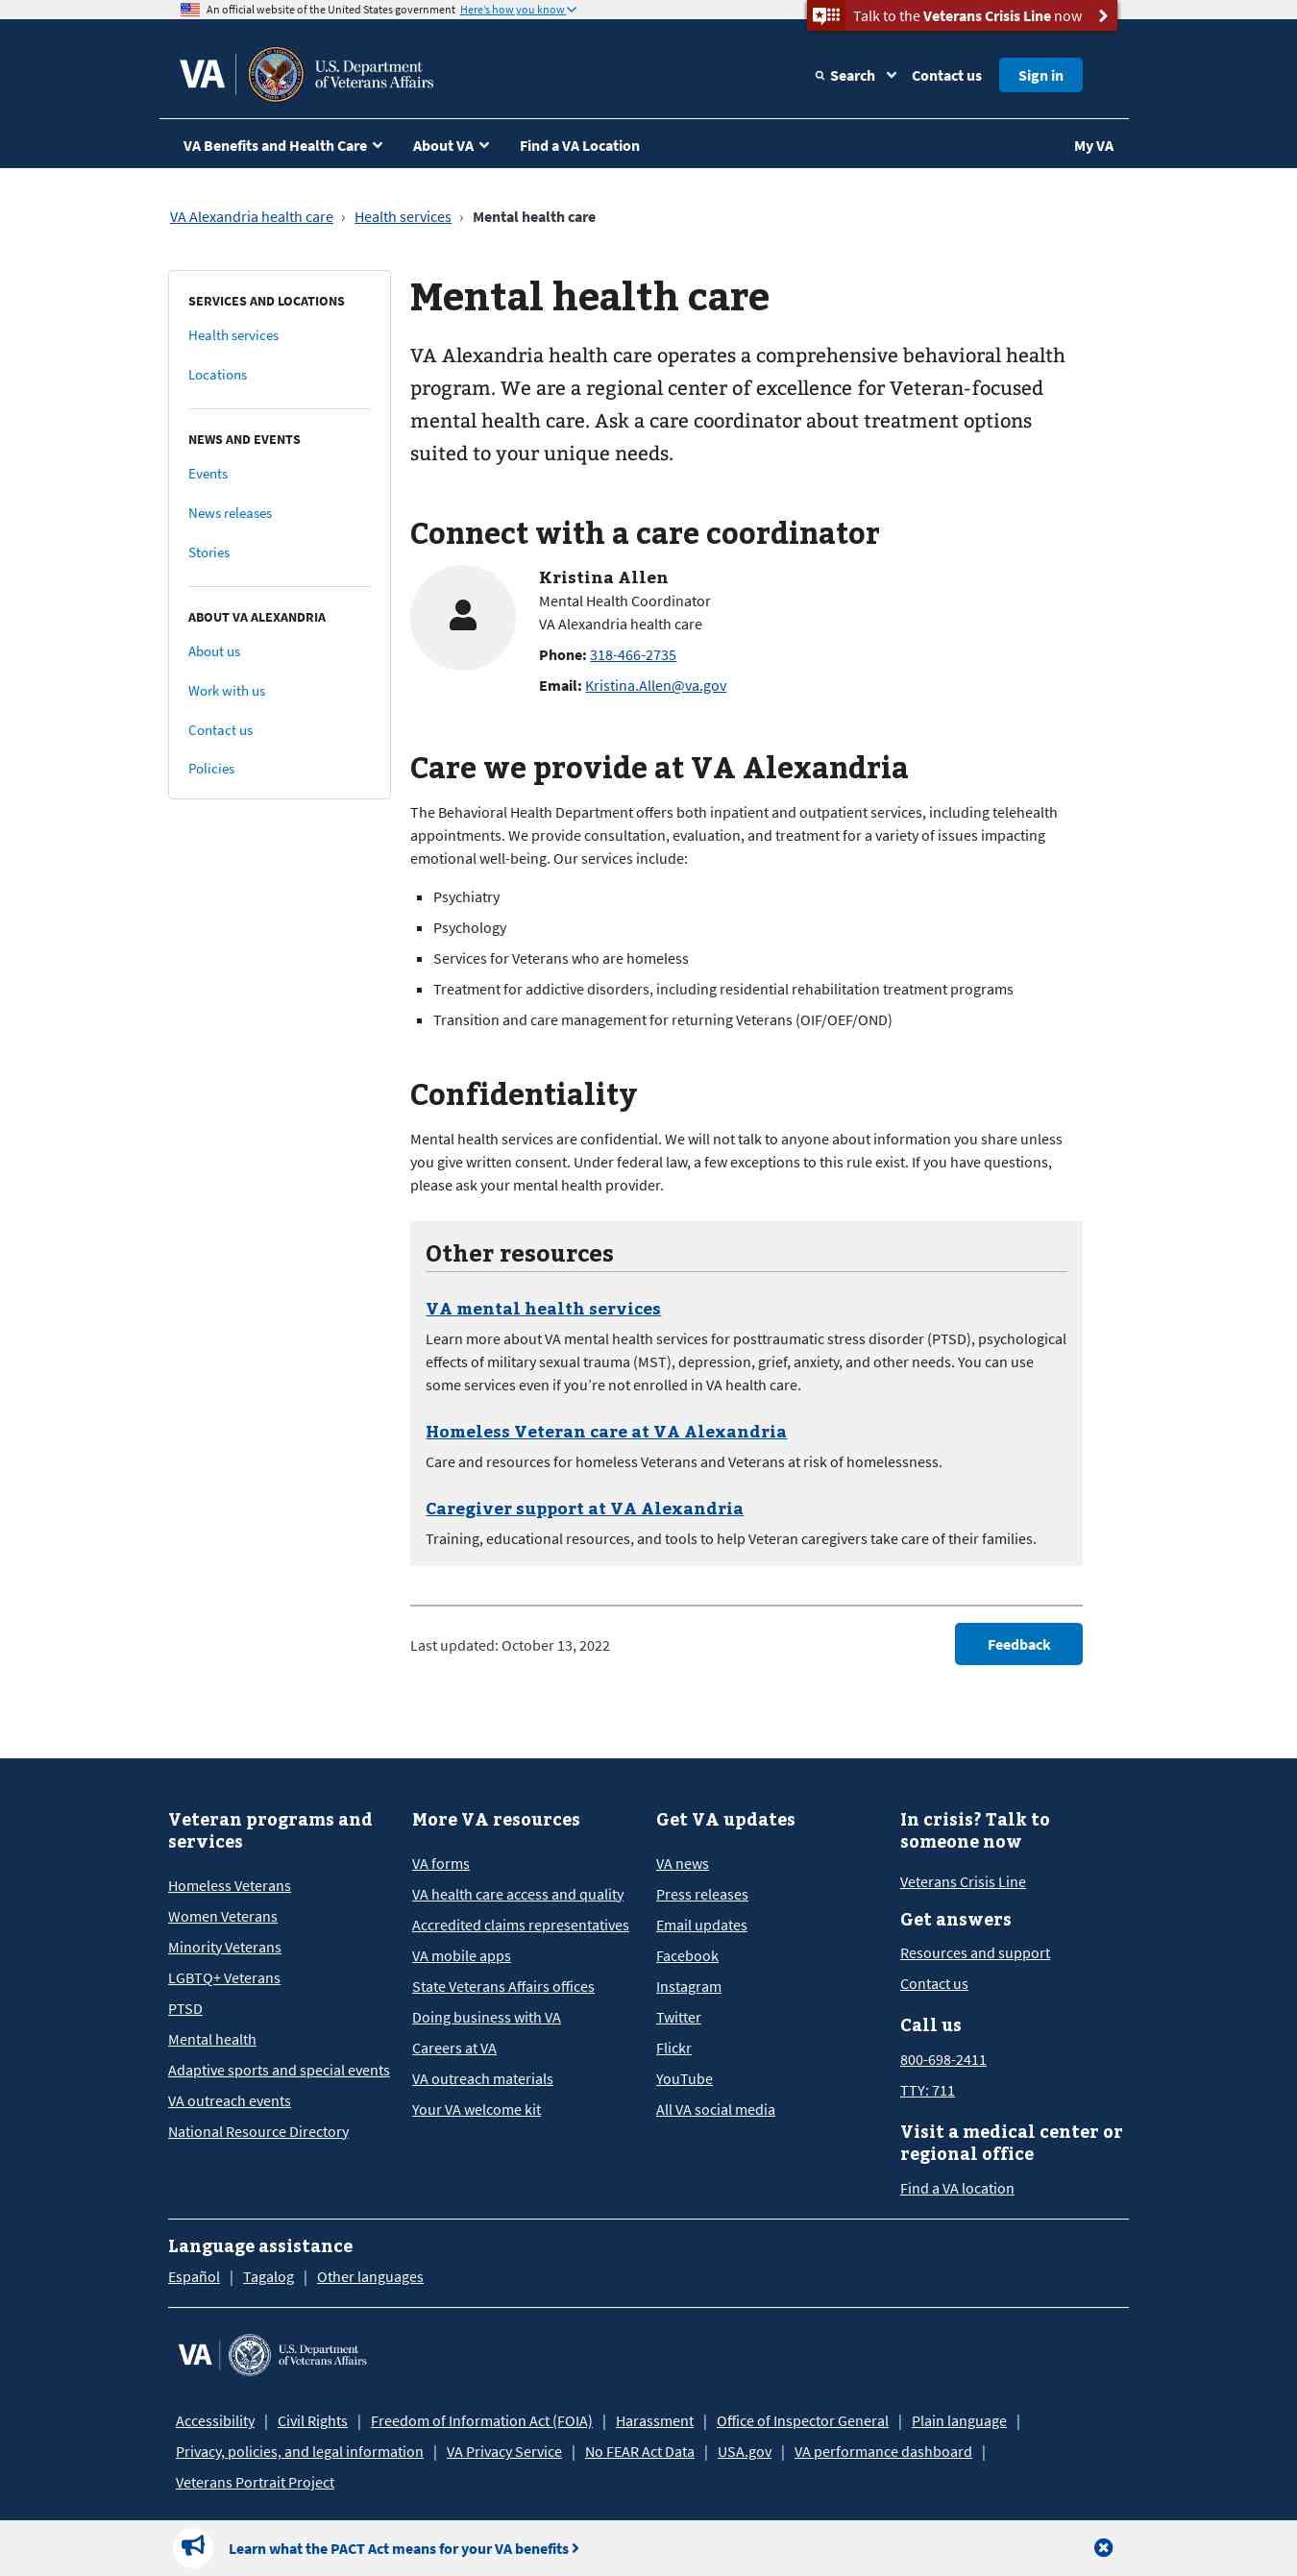 An official website of the United States government Here's how you know
Talk to the Veterans Crisis Line now
VA
U.S. Department
of Veterans Affairs
Search
Contact us
Sign in
VA Benefits and Health Care
About VA
Find a VA Location
My VA
VA Alexandria health care › Health services › Mental health care
SERVICES AND LOCATIONS
Health services
Locations
NEWS AND EVENTS
Events
News releases
Stories
ABOUT VA ALEXANDRIA
About us
Work with us
Contact us
Policies
Mental health care
VA Alexandria health care operates a comprehensive behavioral health
program. We are a regional center of excellence for Veteran-focused
mental health care. Ask a care coordinator about treatment options
suited to your unique needs.
Connect with a care coordinator
Kristina Allen
Mental Health Coordinator
VA Alexandria health care
Phone: 318-466-2735
Email: Kristina.Allen@va.gov
Care we provide at VA Alexandria
The Behavioral Health Department offers both inpatient and outpatient services, including telehealth
appointments. We provide consultation, evaluation, and treatment for a variety of issues impacting
emotional well-being. Our services include:
Psychiatry
Psychology
Services for Veterans who are homeless
Treatment for addictive disorders, including residential rehabilitation treatment programs
Transition and care management for returning Veterans (OIF/OEF/OND)
Confidentiality
Mental health services are confidential. We will not talk to anyone about information you share unless
you give written consent. Under federal law, a few exceptions to this rule exist. If you have questions,
please ask your mental health provider.
Other resources
VA mental health services
Learn more about VA mental health services for posttraumatic stress disorder (PTSD), psychological
effects of military sexual trauma (MST), depression, grief, anxiety, and other needs. You can use
some services even if you're not enrolled in VA health care.
Homeless Veteran care at VA Alexandria
Care and resources for homeless Veterans and Veterans at risk of homelessness.
Caregiver support at VA Alexandria
Training, educational resources, and tools to help Veteran caregivers take care of their families.
Last updated: October 13, 2022
Feedback
Veteran programs and
services
Homeless Veterans
Women Veterans
Minority Veterans
LGBTQ+ Veterans
PTSD
Mental health
Adaptive sports and special events
VA outreach events
National Resource Directory
More VA resources
VA forms
VA health care access and quality
Accredited claims representatives
VA mobile apps
State Veterans Affairs offices
Doing business with VA
Careers at VA
VA outreach materials
Your VA welcome kit
Get VA updates
VA news
Press releases
Email updates
Facebook
Instagram
Twitter
Flickr
YouTube
All VA social media
In crisis? Talk to
someone now
Veterans Crisis Line
Get answers
Resources and support
Contact us
Call us
800-698-2411
TTY: 711
Visit a medical center or
regional office
Find a VA location
Language assistance
Español | Tagalog | Other languages
VA
U.S. Department
of Veterans Affairs
Accessibility | Civil Rights | Freedom of Information Act (FOIA) | Harassment | Office of Inspector General | Plain language |
Privacy, policies, and legal information | VA Privacy Service | No FEAR Act Data | USA.gov | VA performance dashboard |
Veterans Portrait Project
Learn what the PACT Act means for your VA benefits